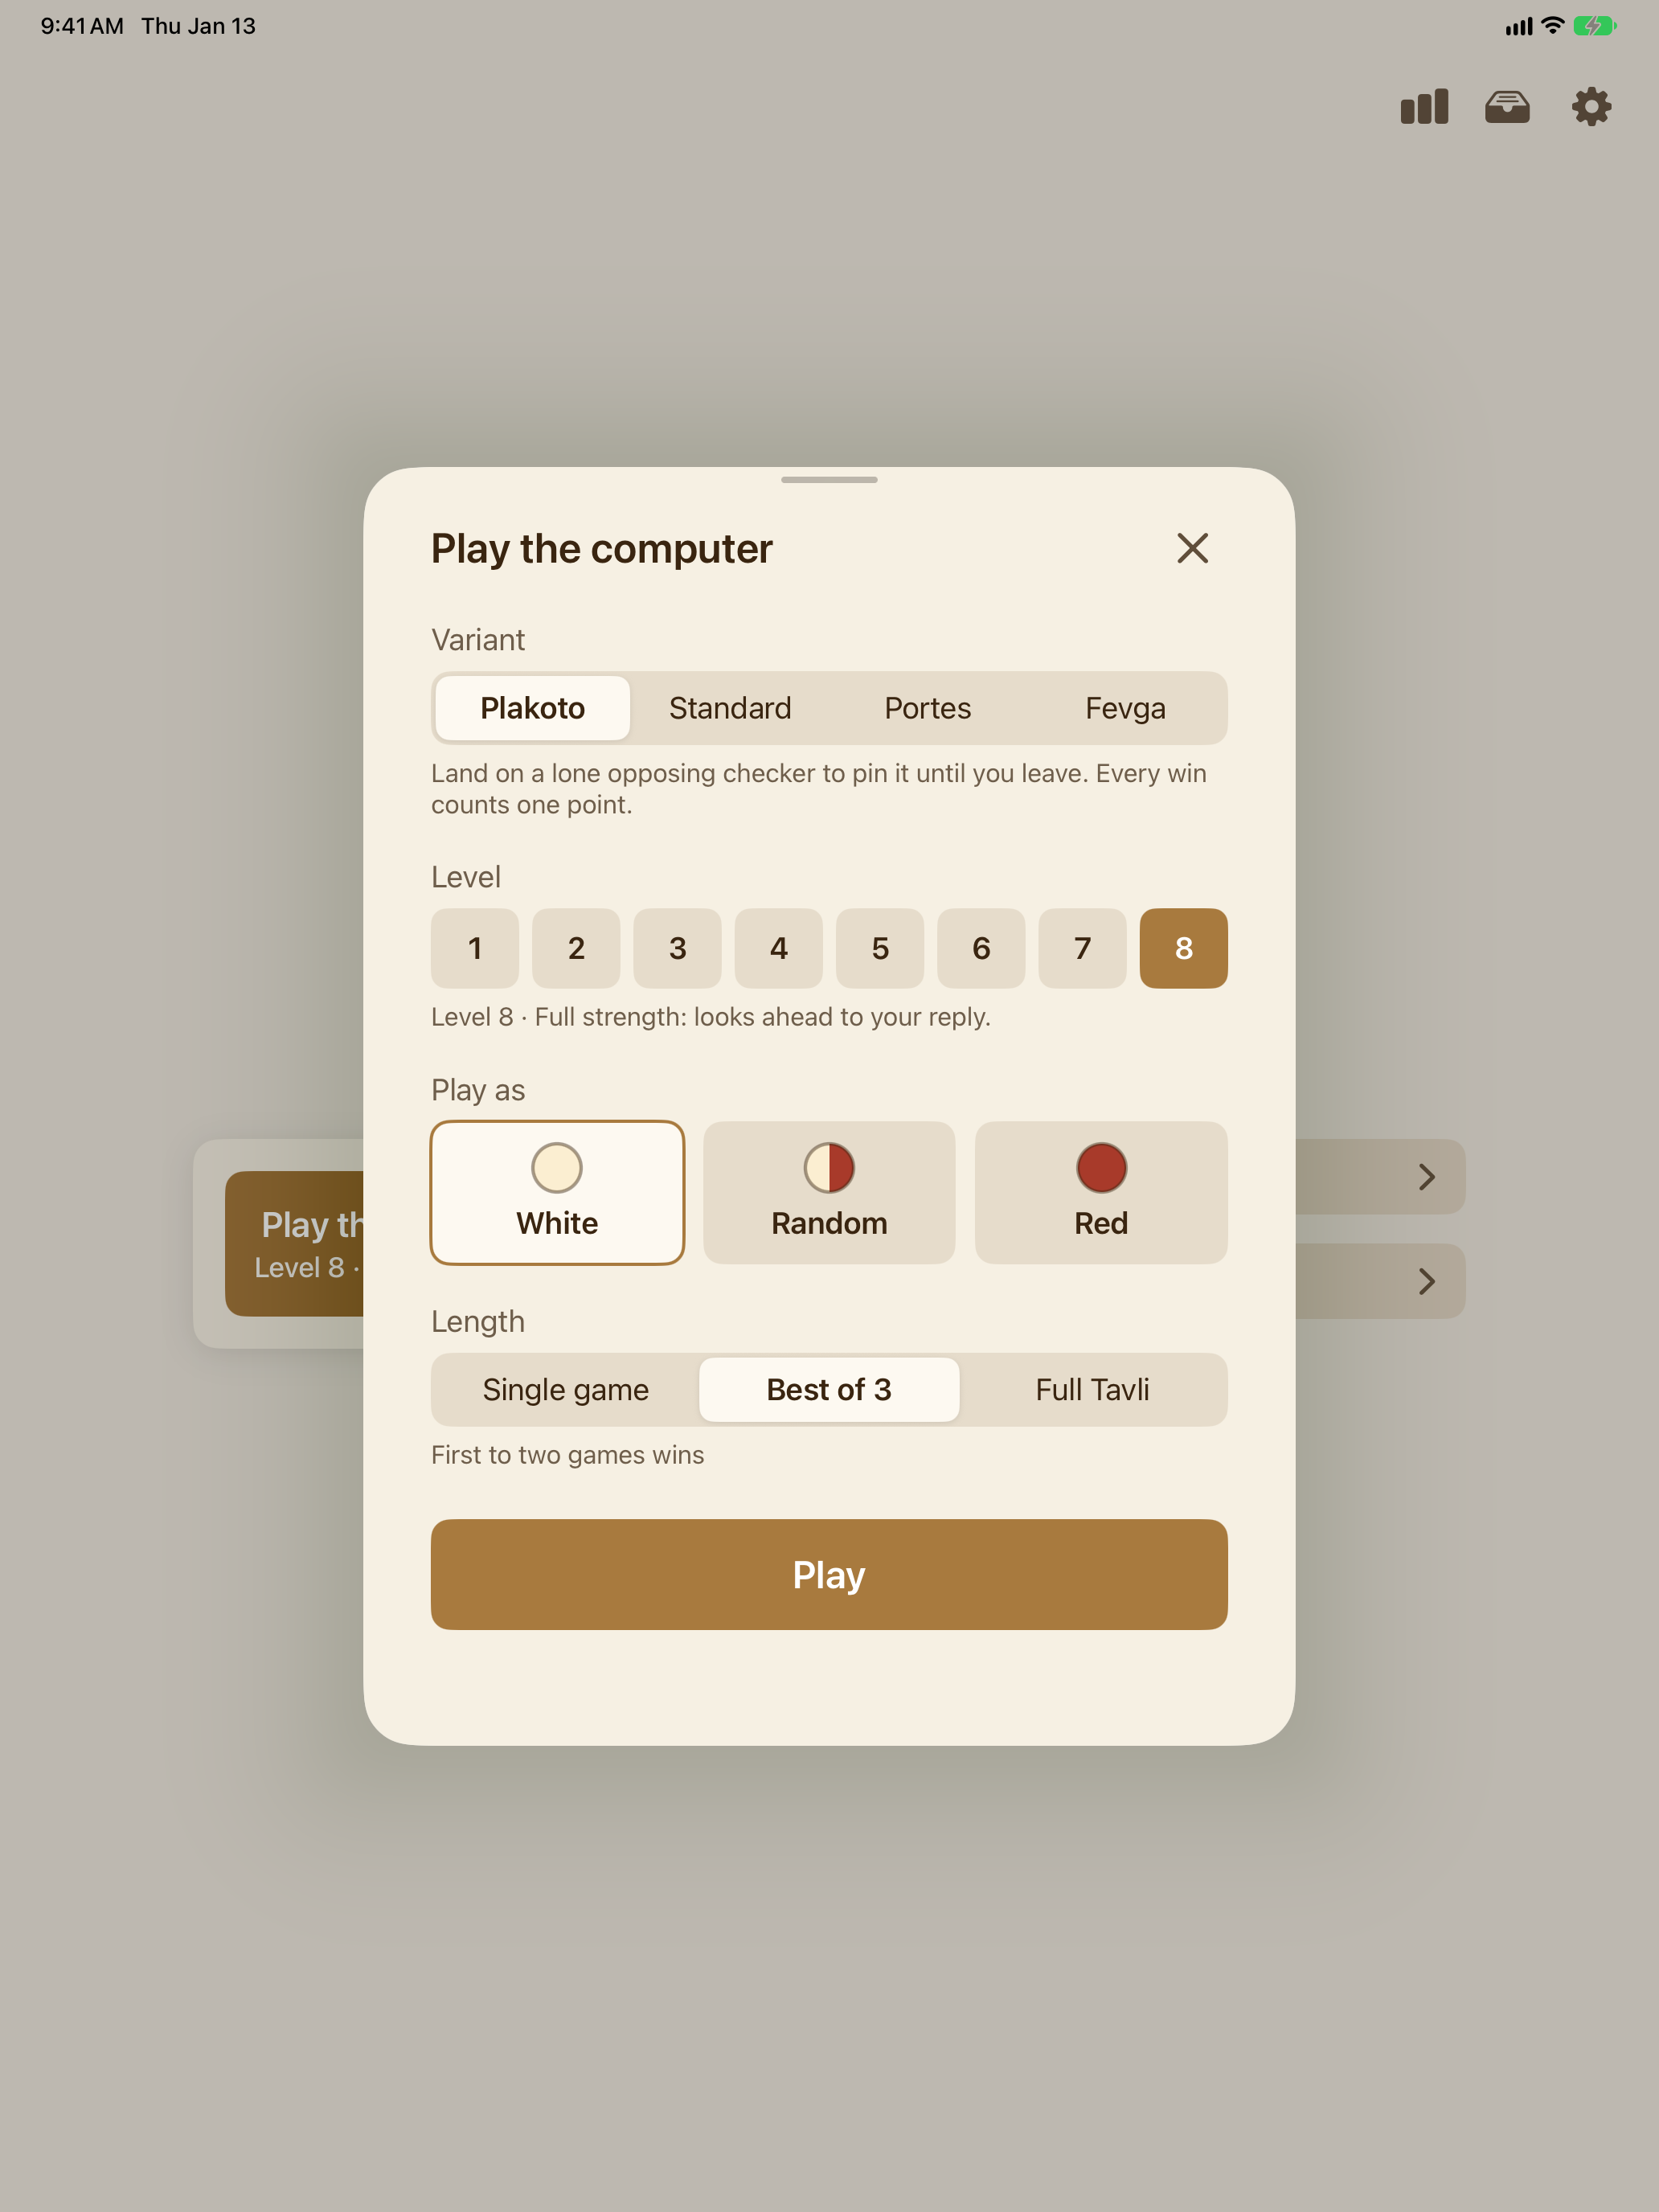 9:41 AM Thu Jan 13
Play the computer
Variant
Plakoto Standard Portes Fevga
Land on a lone opposing checker to pin it until you leave. Every win
counts one point.
Level
1 2 3 4 5 6 7 8
Level 8 · Full strength: looks ahead to your reply.
Play as
White Random Red
Play th
Level 8 ·
Length
Single game Best of 3 Full Tavli
First to two games wins
Play